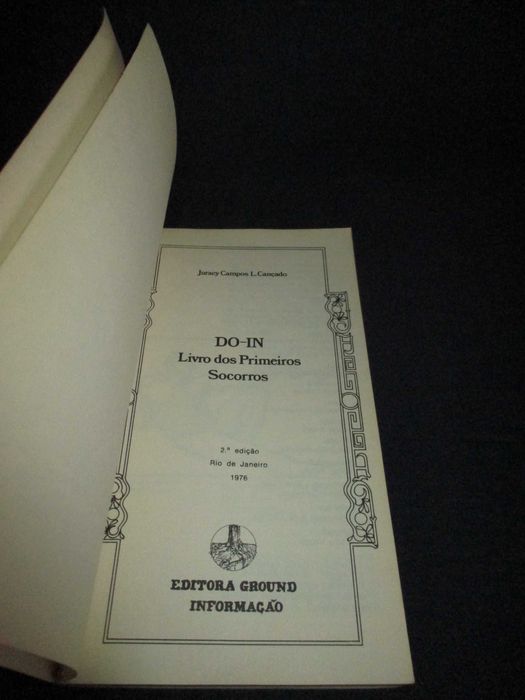 Juracy Campos L. Cançado
DO-IN
Livro dos Primeiros
Socorros
2.ª edição
Rio de Janeiro
1976
EDITORA GROUND
INFORMAÇÃO